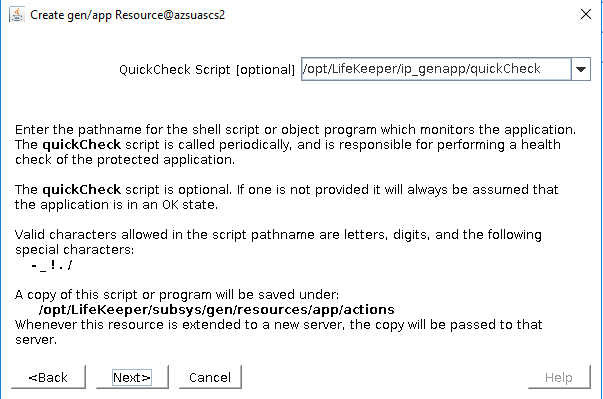 Create gen/app Resource@azsuascs2
QuickCheck Script [optional] /opt/LifeKeeper/ip_genapp/quickCheck
Enter the pathname for the shell script or object program which monitors the application.
The quickCheck script is called periodically, and is responsible for performing a health
check of the protected application.
The quickCheck script is optional. If one is not provided it will always be assumed that
the application is in an OK state.
Valid characters allowed in the script pathname are letters, digits, and the following
special characters:
- _ ! . /
A copy of this script or program will be saved under:
/opt/LifeKeeper/subsys/gen/resources/app/actions
Whenever this resource is extended to a new server, the copy will be passed to that
server.
<Back Next> Cancel Help